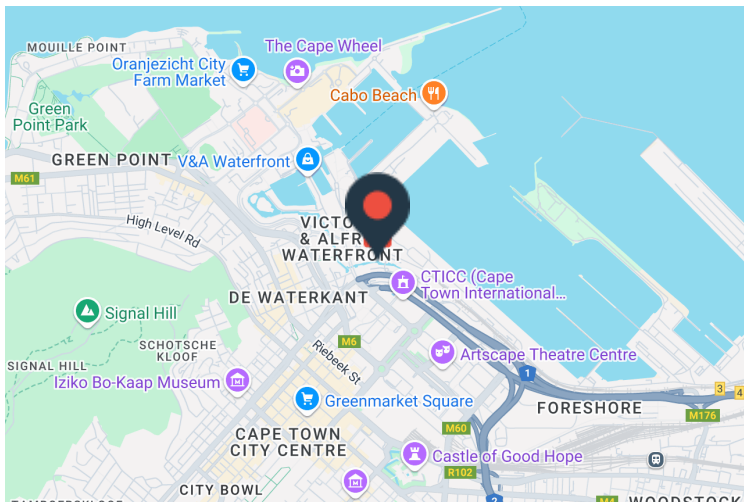 MOUILLE POINT
The Cape Wheel
Oranjezicht City
Farm Market
Cabo Beach
Green
Point Park
GREEN POINT
V&A Waterfront
M61
High Level Rd
VICTO
& ALFR
WATERFRONT
CTICC (Cape
Town International...
DE WATERKANT
Signal Hill
M6
SCHOTSCHE
KLOOF
Riebeek St
Artscape Theatre Centre
SIGNAL HILL
1
Iziko Bo-Kaap Museum
3
4
Greenmarket Square
FORESHORE
M176
M60
CAPE TOWN
CITY CENTRE
Castle of Good Hope
R102
CITY BOWL
2
M4
WOODSTOCK